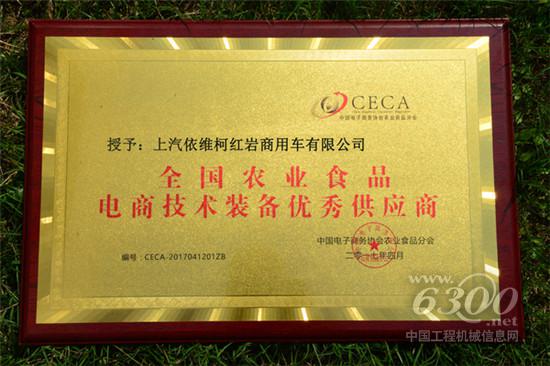 CECA
中国电子商务协会农业食品分会
授予：上汽依维柯红岩商用车有限公司
全国农业食品
电商技术装备优秀供应商
中国电子商务协会农业食品分会
编号：CECA-2017041201ZB
二〇一七年四月
www.
6300
.net
中国工程机械信息网